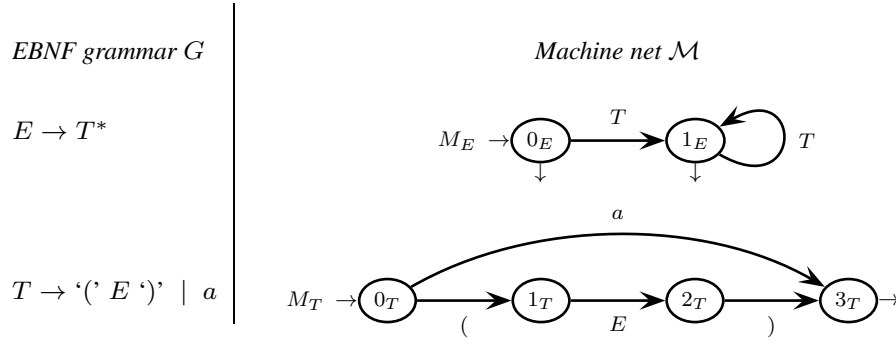 EBNF grammar G
Machine net ℳ
E → T*
M_E → 0_E T 1_E T
↓ ↓
a
T → ‘(’ E ‘)’ | a
M_T → 0_T 1_T 2_T 3_T →
( E )